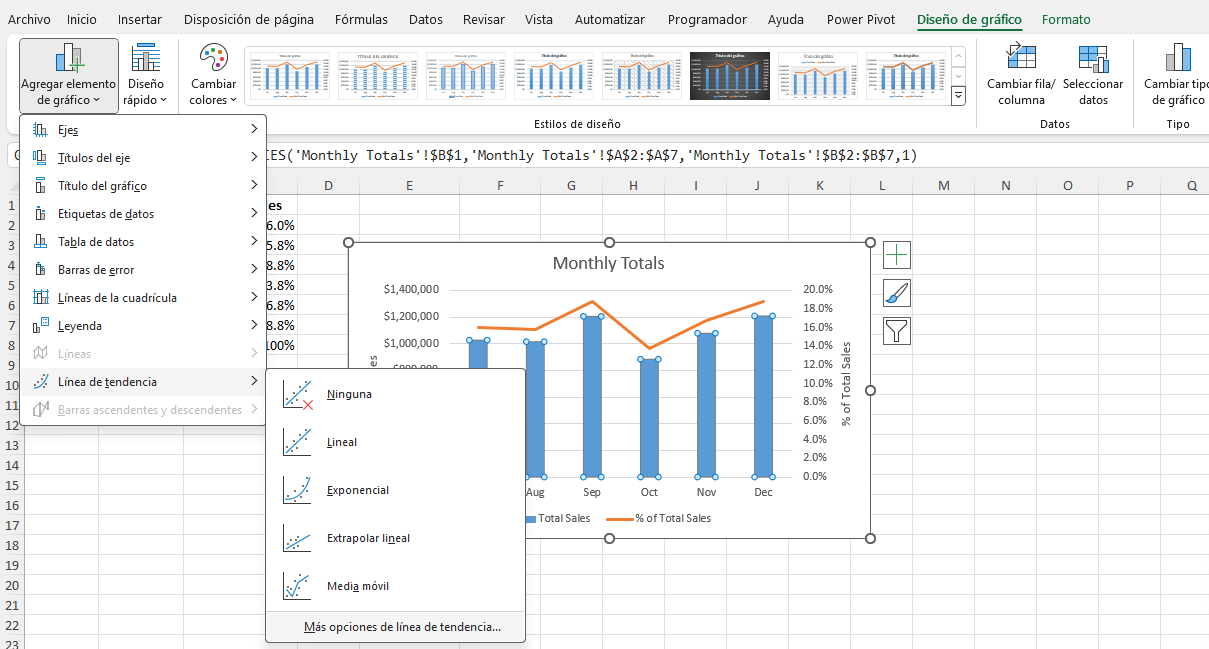 Archivo Inicio Insertar Disposición de página Fórmulas Datos Revisar Vista Automatizar Programador Ayuda Power Pivot Diseño de gráfico Formato
Agregar elemento de gráfico
Diseño rápido
Cambiar colores
Estilos de diseño
Cambiar fila/ columna
Seleccionar datos
Datos
Cambiar tipo de gráfico
Tipo
IES('Monthly Totals'!$B$1,'Monthly Totals'!$A$2:$A$7,'Monthly Totals'!$B$2:$B$7,1)
Ejes
Títulos del eje
Título del gráfico
Etiquetas de datos
Tabla de datos
Barras de error
Líneas de la cuadrícula
Leyenda
Líneas
Línea de tendencia
Barras ascendentes y descendentes
Ninguna
Lineal
Exponencial
Extrapolar lineal
Media móvil
Más opciones de línea de tendencia...
D E F G H I J K L M N O P Q
1 es
2 6.0%
3 5.8%
4 8.8%
5 3.8%
6 6.8%
7 8.8%
8 100%
9
10
11
12
13
14
15
16
17
18
19
20
21
22
23
Monthly Totals
$1,400,000
$1,200,000
$1,000,000
20.0%
18.0%
16.0%
14.0%
12.0%
10.0%
8.0%
6.0%
4.0%
2.0%
0.0%
% of Total Sales
Aug Sep Oct Nov Dec
Total Sales % of Total Sales